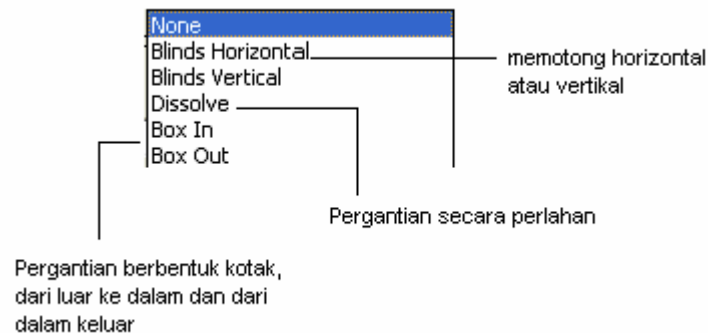 None
Blinds Horizontal
Blinds Vertical
Dissolve
Box In
Box Out
memotong horizontal
atau vertikal
Pergantian secara perlahan
Pergantian berbentuk kotak,
dari luar ke dalam dan dari
dalam keluar